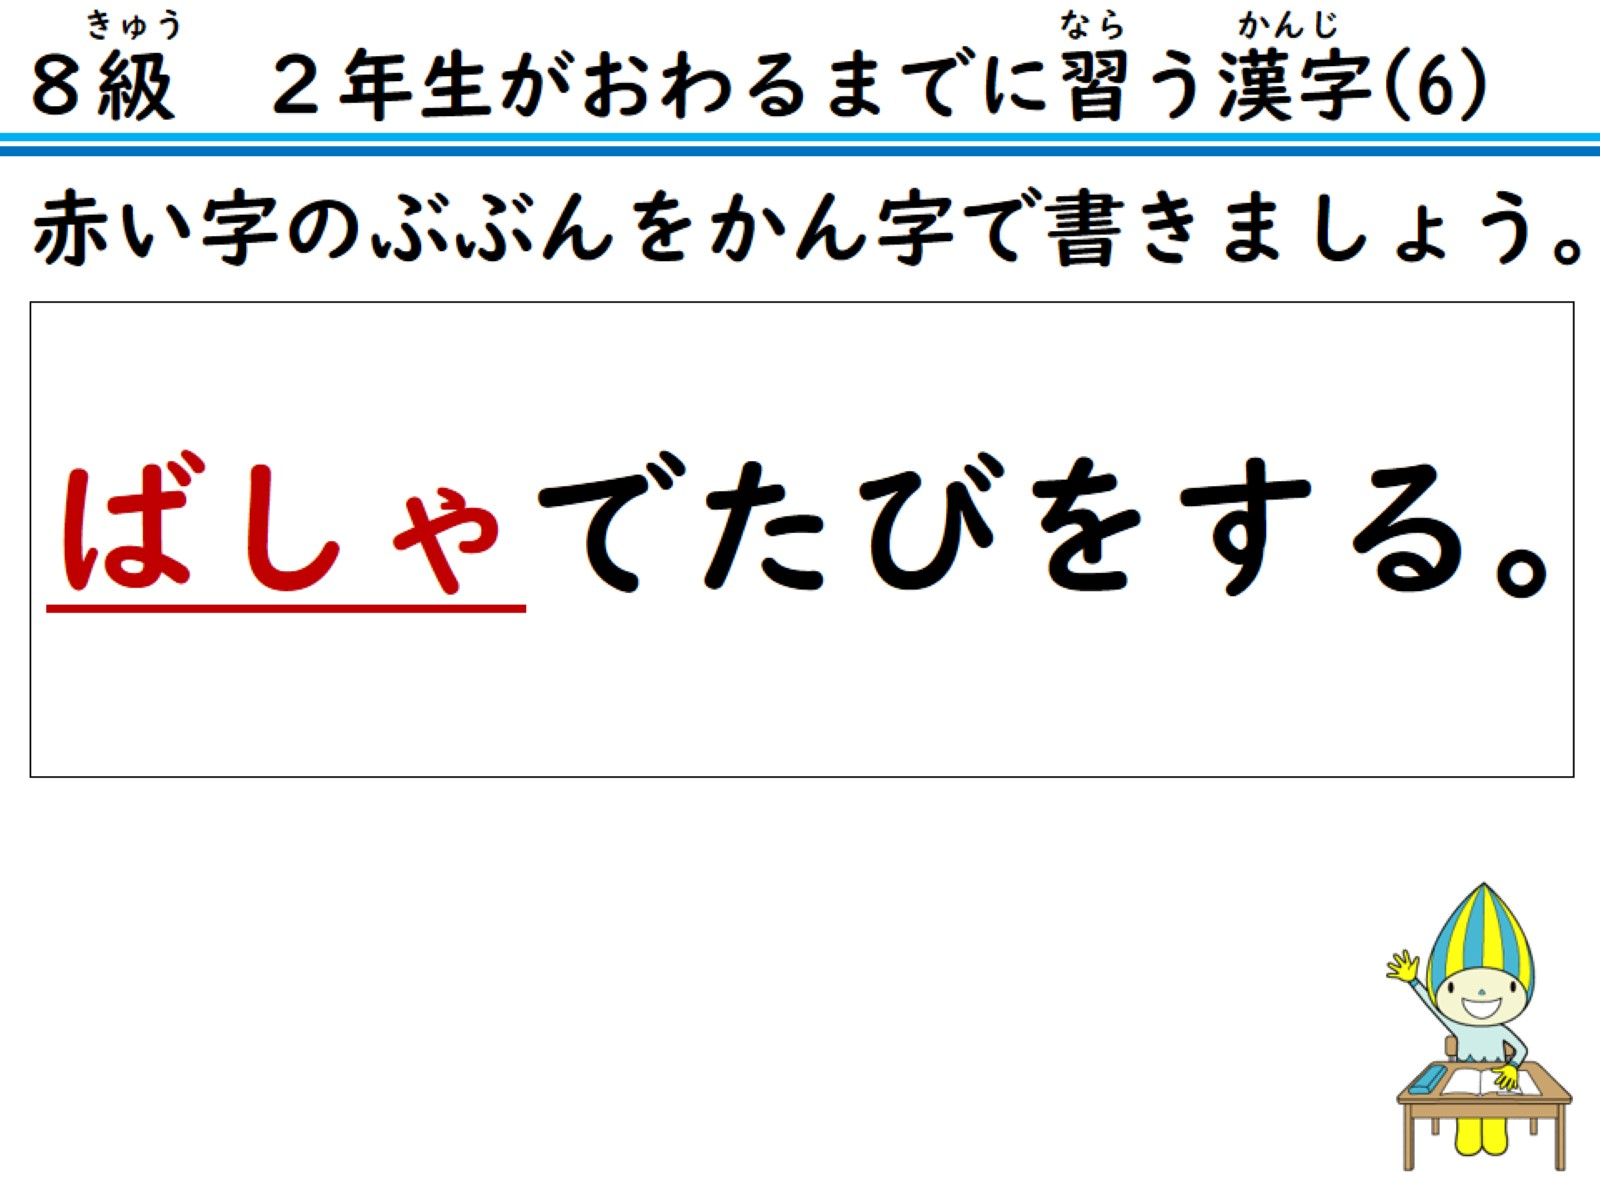 きゅう なら かんじ
８級　２年生がおわるまでに習う漢字(6)
赤い字のぶぶんをかん字で書きましょう。
ばしゃでたびをする。